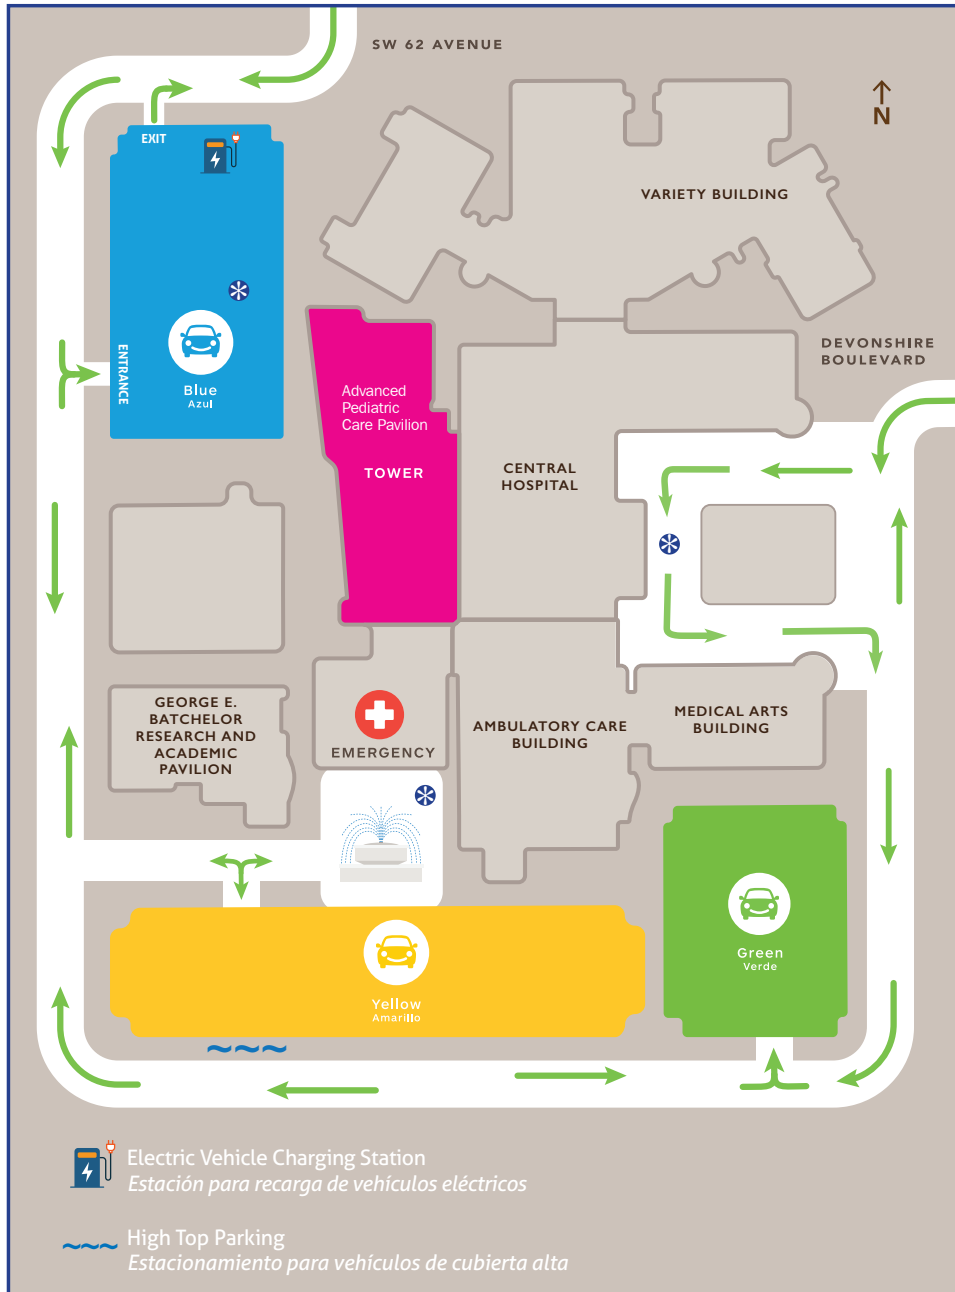 SW 62 AVENUE
N
EXIT
VARIETY BUILDING
DEVONSHIRE
BOULEVARD
ENTRANCE
Blue
Azul
Advanced
Pediatric
Care Pavilion
TOWER
CENTRAL
HOSPITAL
GEORGE E.
BATCHELOR
RESEARCH AND
ACADEMIC
PAVILION
EMERGENCY
AMBULATORY CARE
BUILDING
MEDICAL ARTS
BUILDING
Green
Verde
Yellow
Amarillo
Electric Vehicle Charging Station
Estación para recarga de vehículos eléctricos
High Top Parking
Estacionamiento para vehículos de cubierta alta